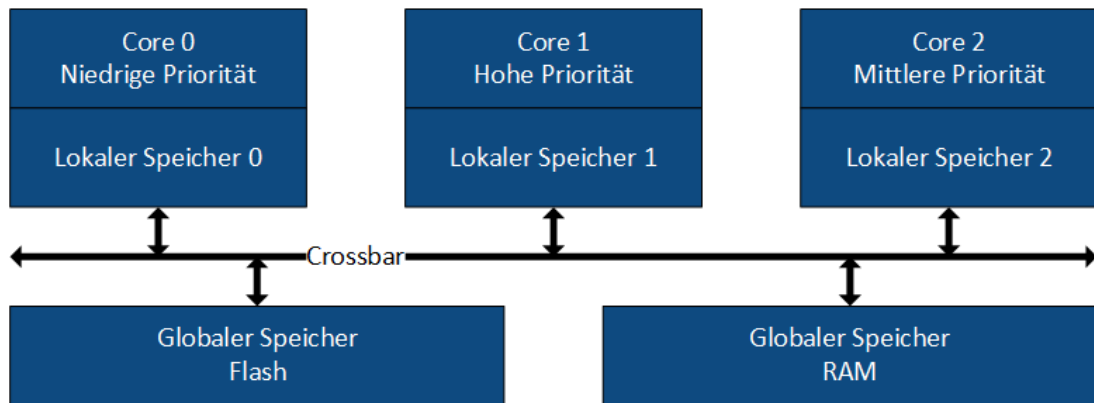 Core 0
Niedrige Priorität
Core 1
Hohe Priorität
Core 2
Mittlere Priorität
Lokaler Speicher 0
Lokaler Speicher 1
Lokaler Speicher 2
Crossbar
Globaler Speicher
Flash
Globaler Speicher
RAM